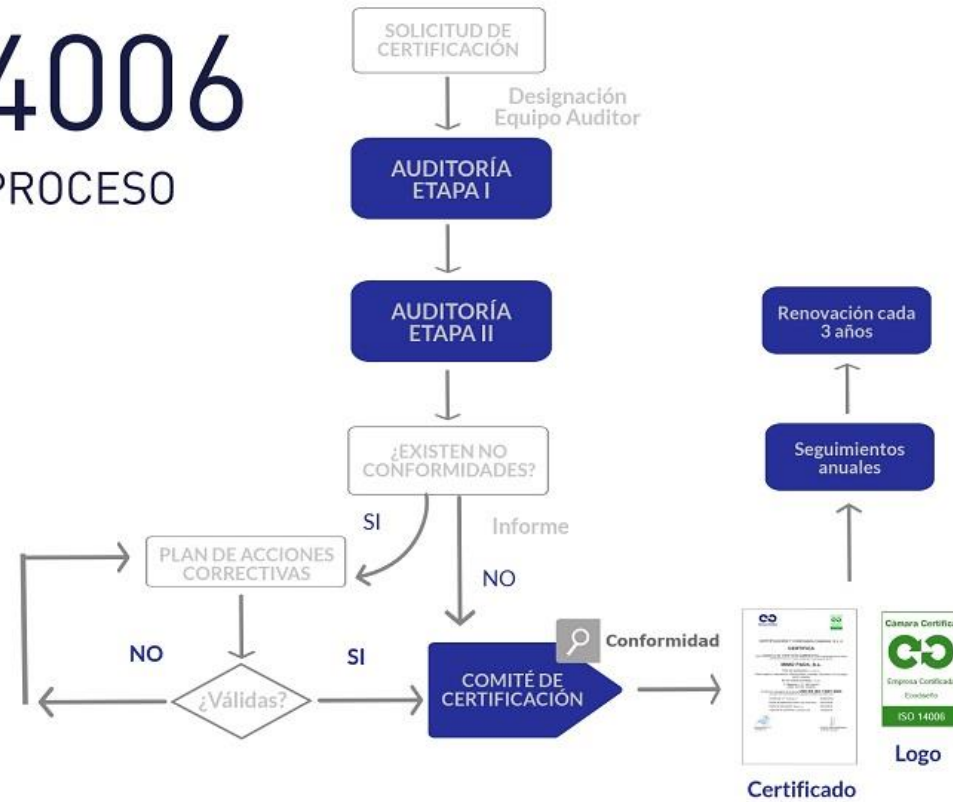 4006
PROCESO
SOLICITUD DE
CERTIFICACIÓN
Designación
Equipo Auditor
AUDITORÍA
ETAPA I
AUDITORÍA
ETAPA II
¿EXISTEN NO
CONFORMIDADES?
SI
Informe
NO
PLAN DE ACCIONES
CORRECTIVAS
NO
¿Válidas?
SI
COMITÉ DE
CERTIFICACIÓN
Conformidad
Renovación cada
3 años
Seguimientos
anuales
CERTIFICA
Certificado
Cámara Certifica
Empresa Certificada
Ecodiseño
ISO 14006
Logo